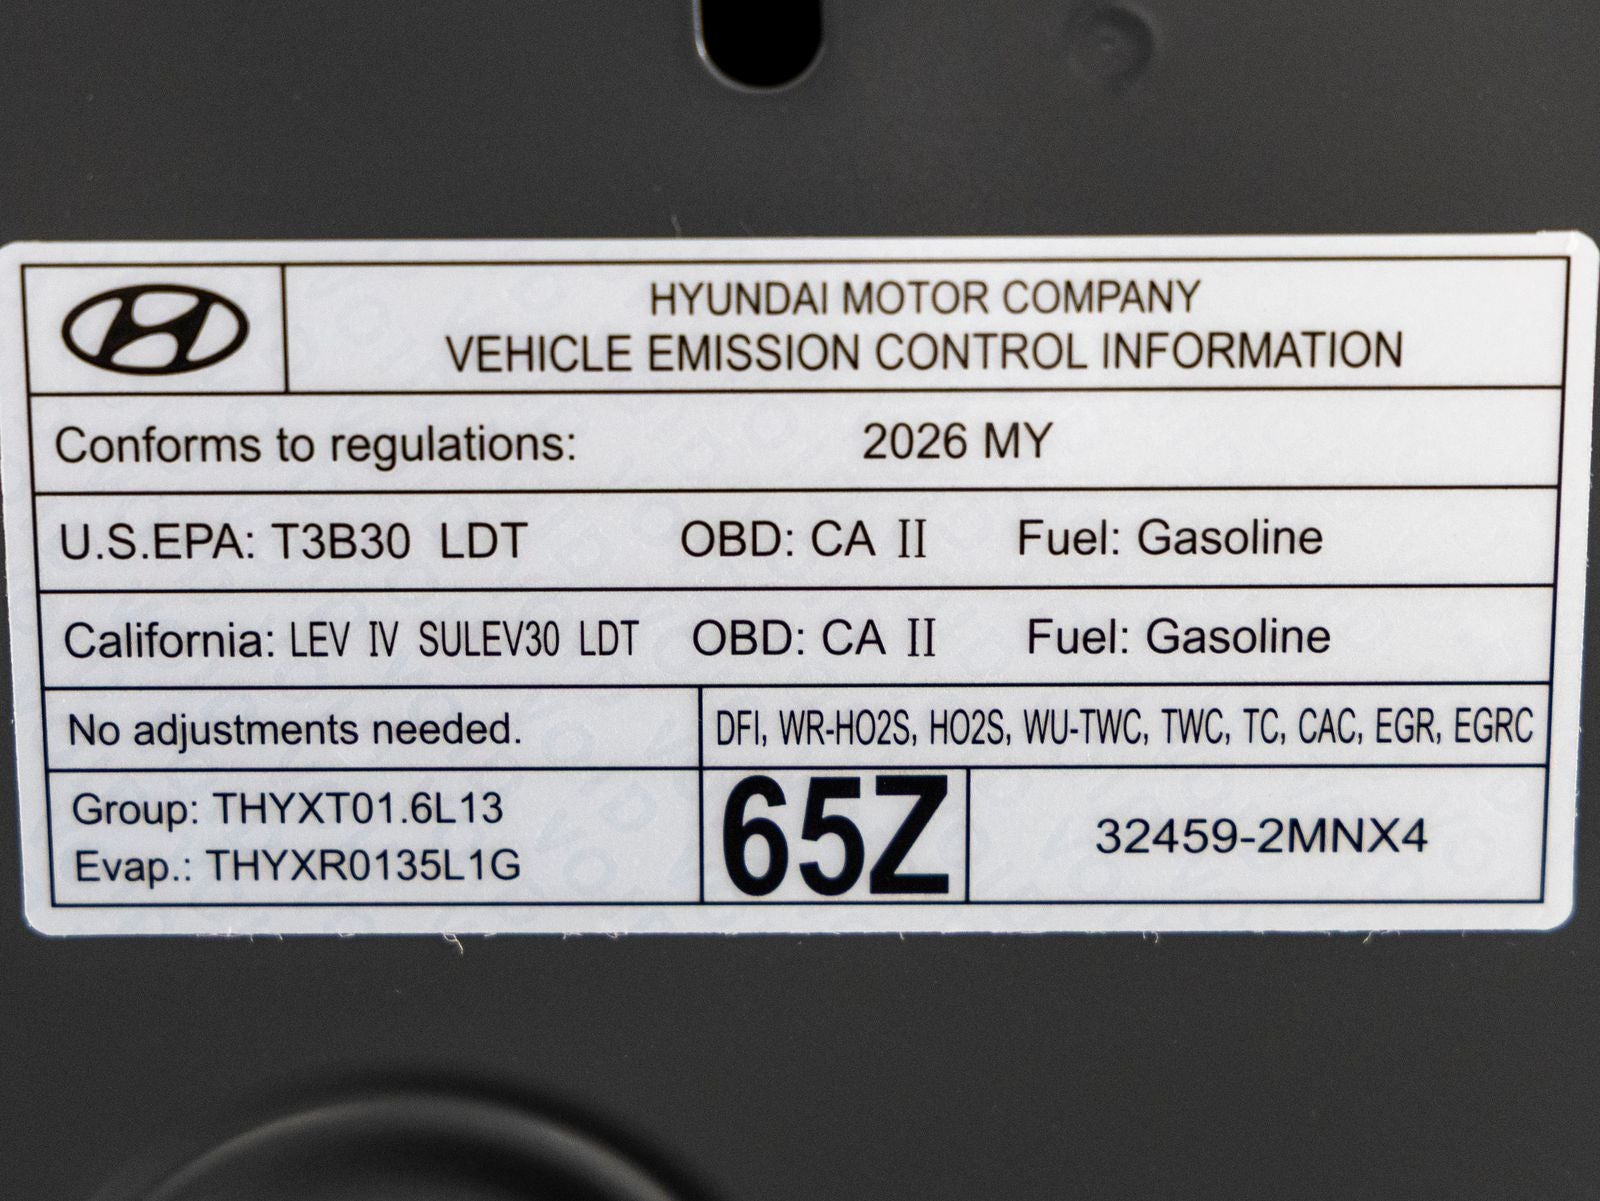 HYUNDAI MOTOR COMPANY
VEHICLE EMISSION CONTROL INFORMATION
Conforms to regulations: 2026 MY
U.S.EPA: T3B30 LDT OBD: CA II Fuel: Gasoline
California: LEV IV SULEV30 LDT OBD: CA II Fuel: Gasoline
No adjustments needed. DFI, WR-HO2S, HO2S, WU-TWC, TWC, TC, CAC, EGR, EGRC
Group: THYXT01.6L13
Evap.: THYXR0135L1G
65Z
32459-2MNX4